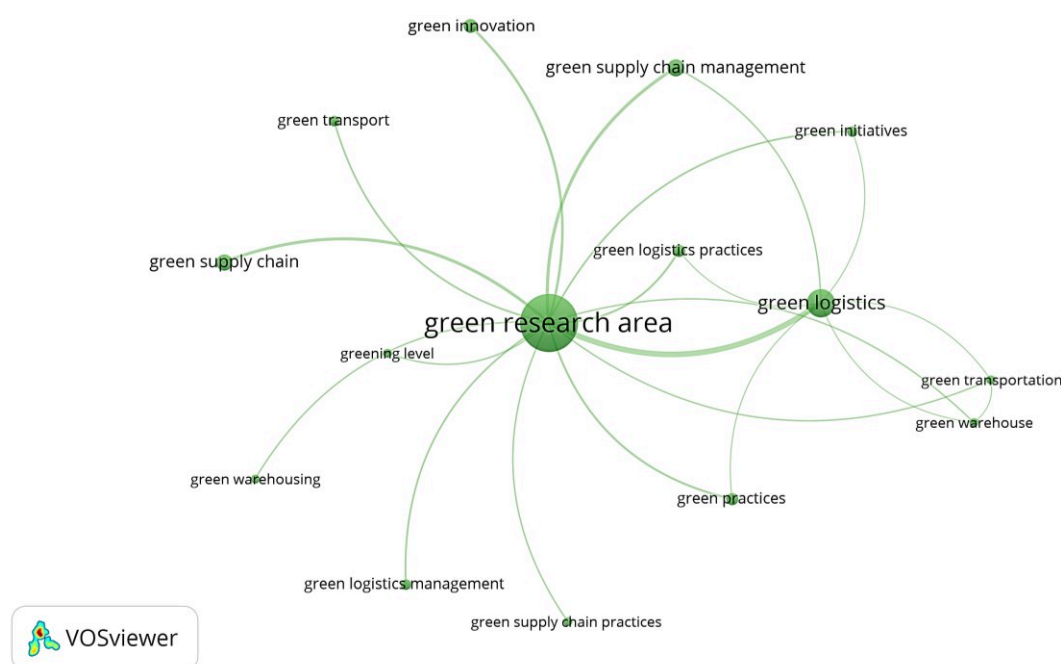 green innovation
green supply chain management
green transport
green initiatives
green logistics practices
green supply chain
green logistics
green research area
greening level
green transportation
green warehouse
green warehousing
green practices
green logistics management
green supply chain practices
VOSviewer